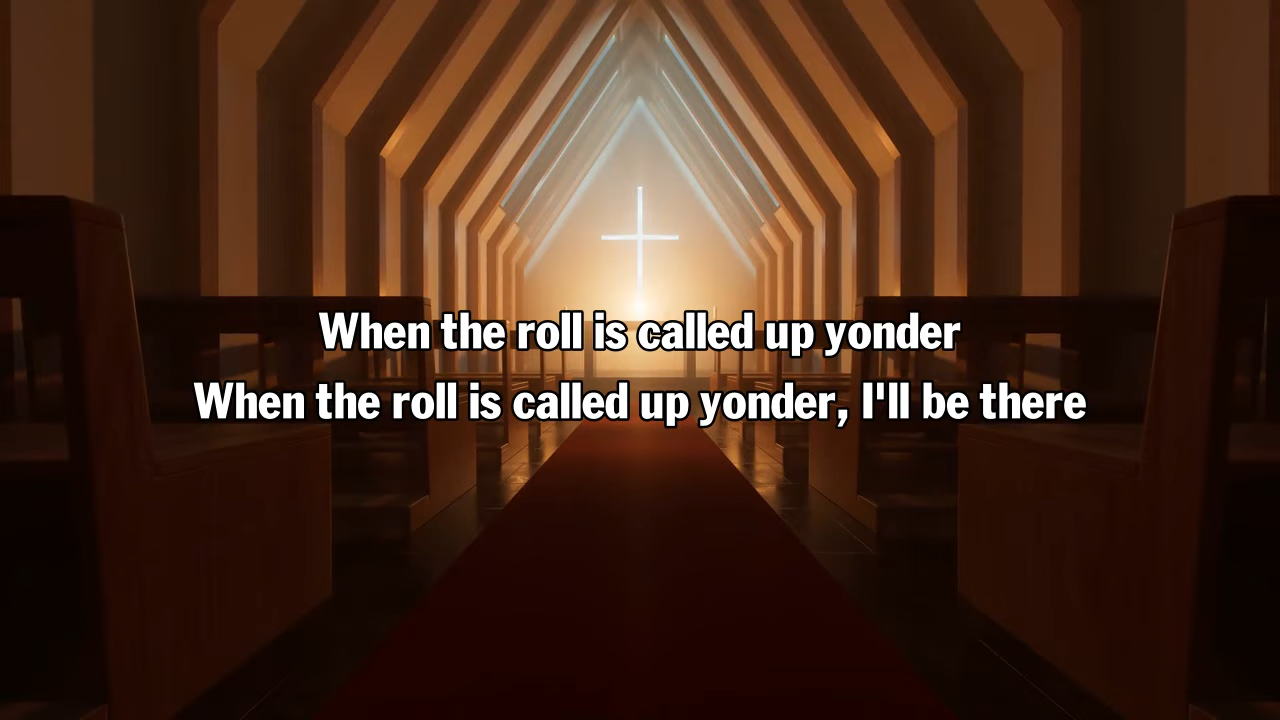 When the roll is called up yonder
When the roll is called up yonder, I'll be there